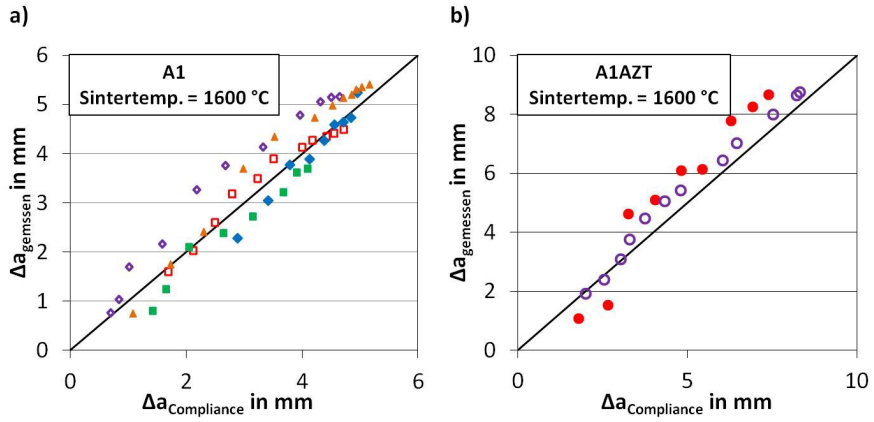 a)
A1
Sintertemp. = 1600 °C
Δagemssen in mm
6
5
4
3
2
1
0
0 2 4 6
ΔaCompliance in mm
b)
A1AZT
Sintertemp. = 1600 °C
Δagemessen in mm
10
8
6
4
2
0
0 5 10
ΔaCompliance in mm